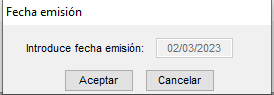 Fecha emisión
Introduce fecha emisión: 02/03/2023
Aceptar Cancelar